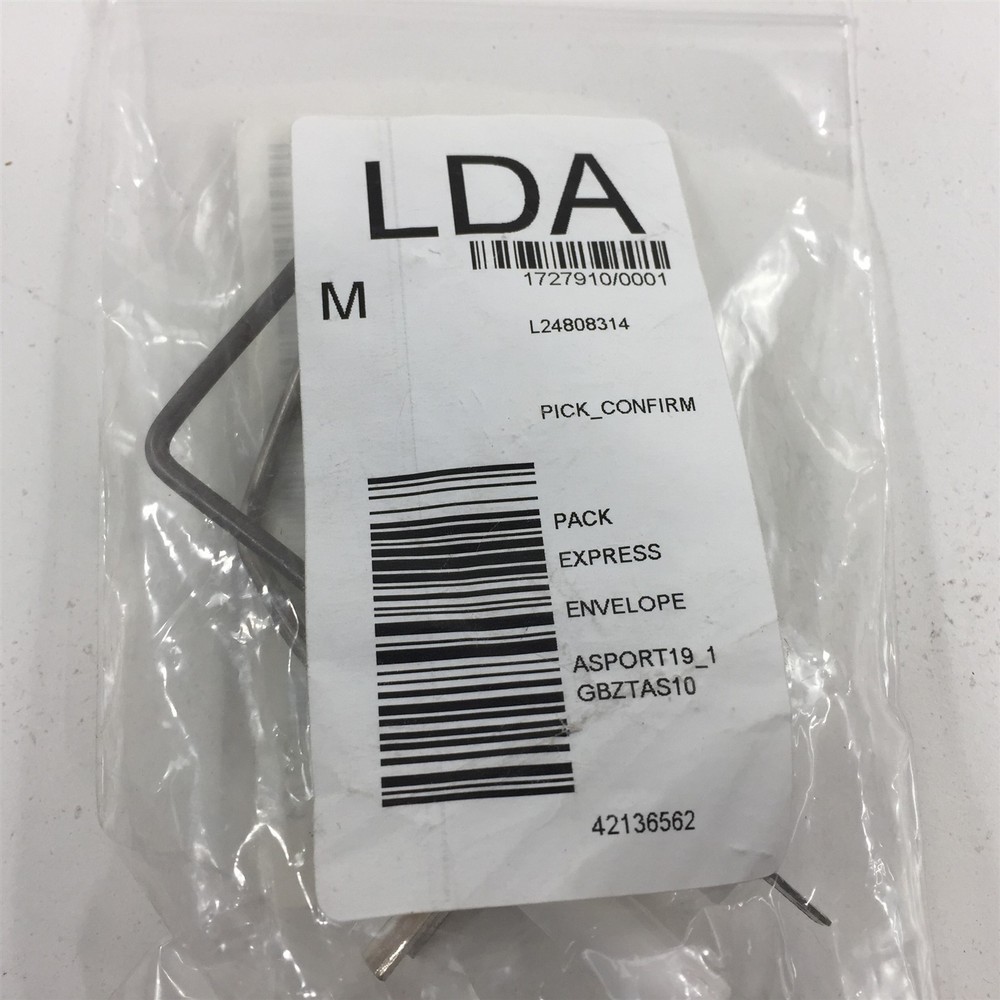 LDA
1727910/0001
M
L24808314
PICK_CONFIRM
PACK
EXPRESS
ENVELOPE
ASPORT19_1
GBZTAS10
42136562